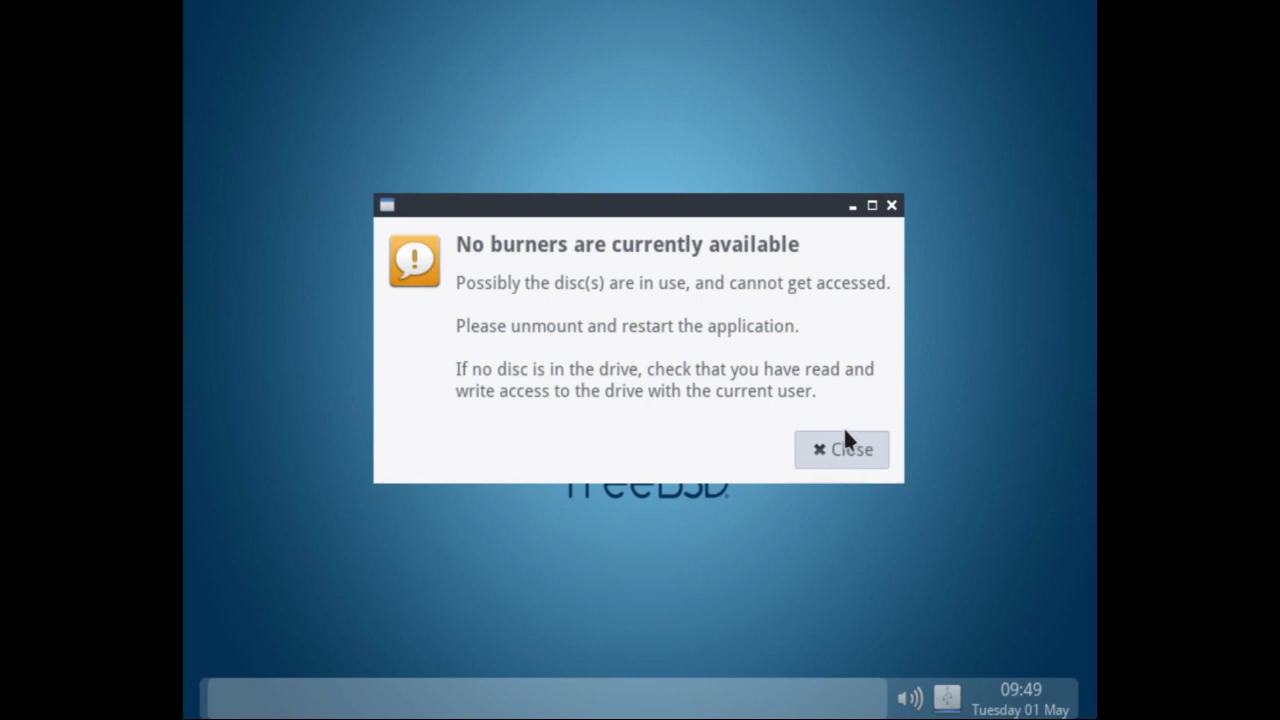 No burners are currently available
Possibly the disc(s) are in use, and cannot get accessed.
Please unmount and restart the application.
If no disc is in the drive, check that you have read and
write access to the drive with the current user.
Close
freeBSD.
09:49
Tuesday 01 May